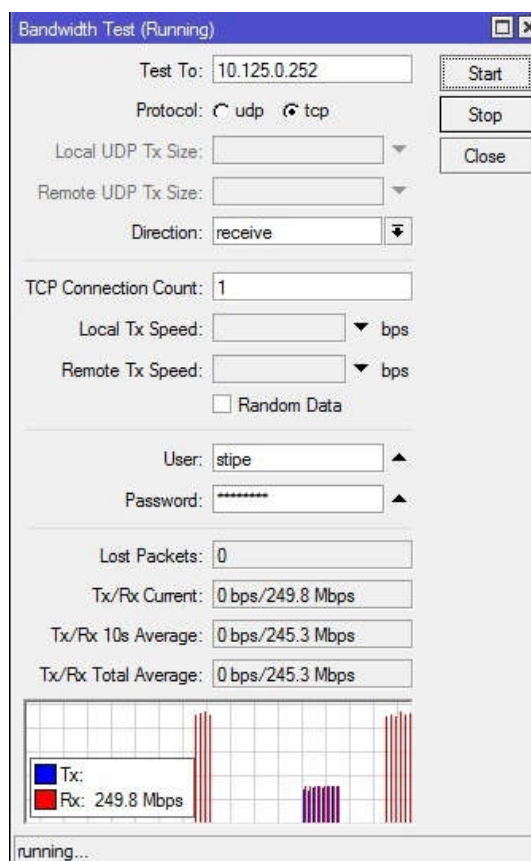 Bandwidth Test (Running)
Test To: 10.125.0.252
Start
Protocol: udp tcp
Stop
Local UDP Tx Size:
Close
Remote UDP Tx Size:
Direction: receive
TCP Connection Count: 1
Local Tx Speed: bps
Remote Tx Speed: bps
Random Data
User: stipe
Password: ********
Lost Packets: 0
Tx/Rx Current: 0 bps/249.8 Mbps
Tx/Rx 10s Average: 0 bps/245.3 Mbps
Tx/Rx Total Average: 0 bps/245.3 Mbps
Tx:
Rx: 249.8 Mbps
running...